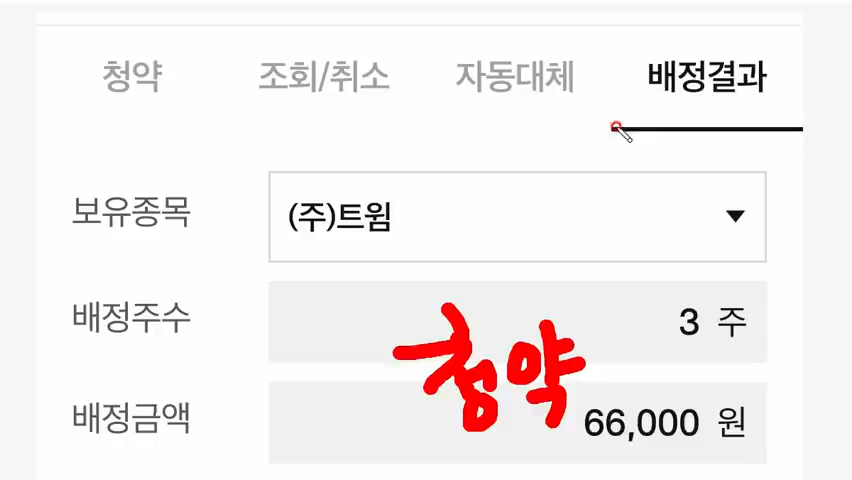 청약 조회/취소 자동대체 배정결과
보유종목 (주)트윔
배정주수 3 주
청약
배정금액 66,000 원